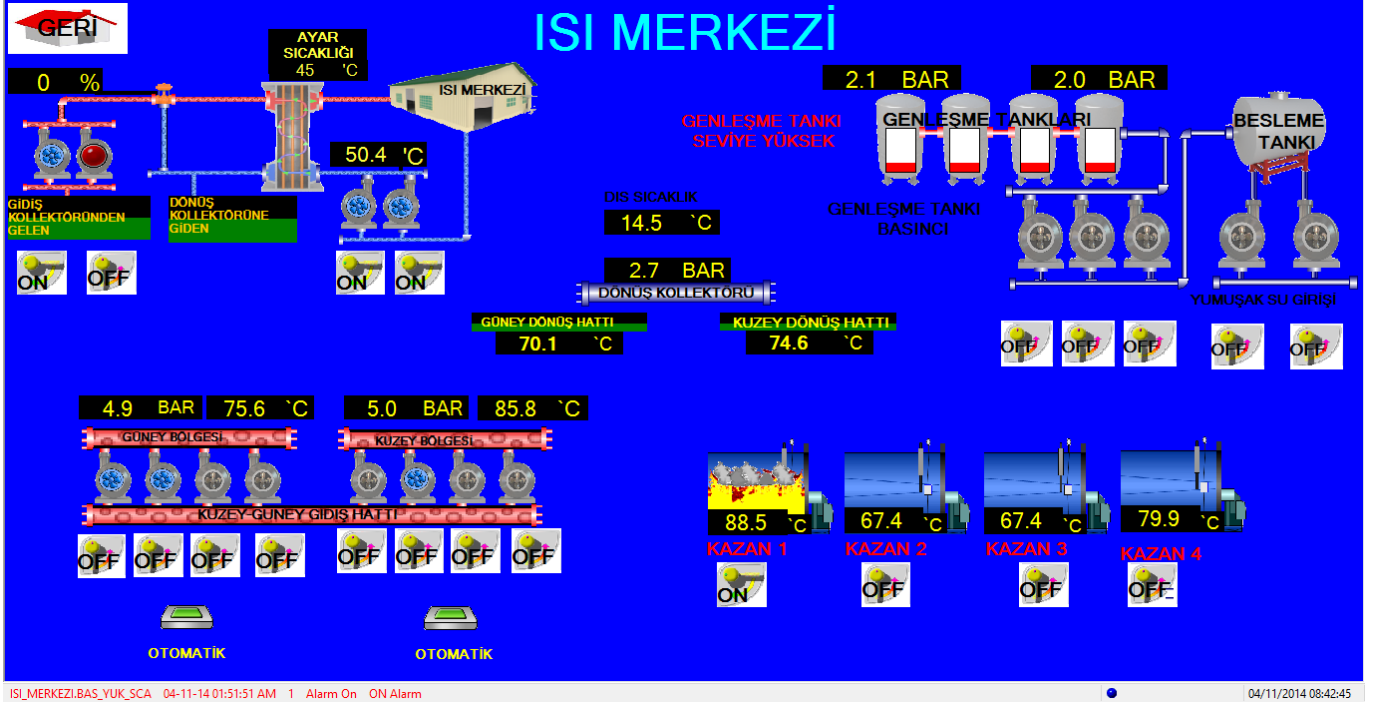 GERİ
ISI MERKEZİ
AYAR
SICAKLIĞI
45 'C
0 %
ISI MERKEZİ
2.1 BAR
2.0 BAR
GENLEŞME TANKI
SEVİYE YÜKSEK
GENLEŞME TANKLARI
BESLEME
TANKI
50.4 'C
GİDİŞ
KOLLEKTÖRÜNDEN
GELEN
DÖNÜŞ
KOLLEKTÖRÜNE
GİDEN
DIS SICAKLIK
14.5 `C
GENLEŞME TANKI
BASINCI
ON
OFF
ON
ON
2.7 BAR
DÖNÜŞ KOLLEKTÖRÜ
YUMUŞAK SU GİRİŞİ
GÜNEY DÖNÜŞ HATTI
70.1 `C
KUZEY DÖNÜŞ HATTI
74.6 `C
OFF
OFF
OFF
OFF
OFF
4.9 BAR
75.6 `C
5.0 BAR
85.8 `C
GÜNEY BÖLGESİ
KUZEY BÖLGESİ
KUZEY-GÜNEY GİDİŞ HATTI
OFF
OFF
OFF
OFF
OFF
OFF
OFF
OFF
88.5 `C
67.4 `C
67.4 `C
79.9 `C
KAZAN 1
KAZAN 2
KAZAN 3
KAZAN 4
ON
OFF
OFF
OFF
OTOMATİK
OTOMATİK
ISI_MERKEZI.BAS_YUK_SCA 04-11-14 01:51:51 AM 1 Alarm On ON Alarm
04/11/2014 08:42:45